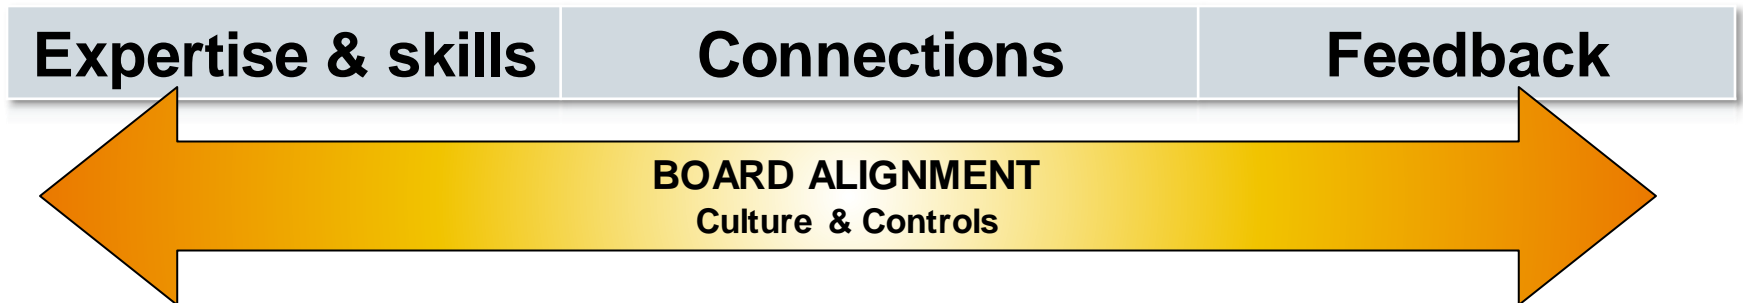 Expertise & skills Connections Feedback
BOARD ALIGNMENT
Culture & Controls